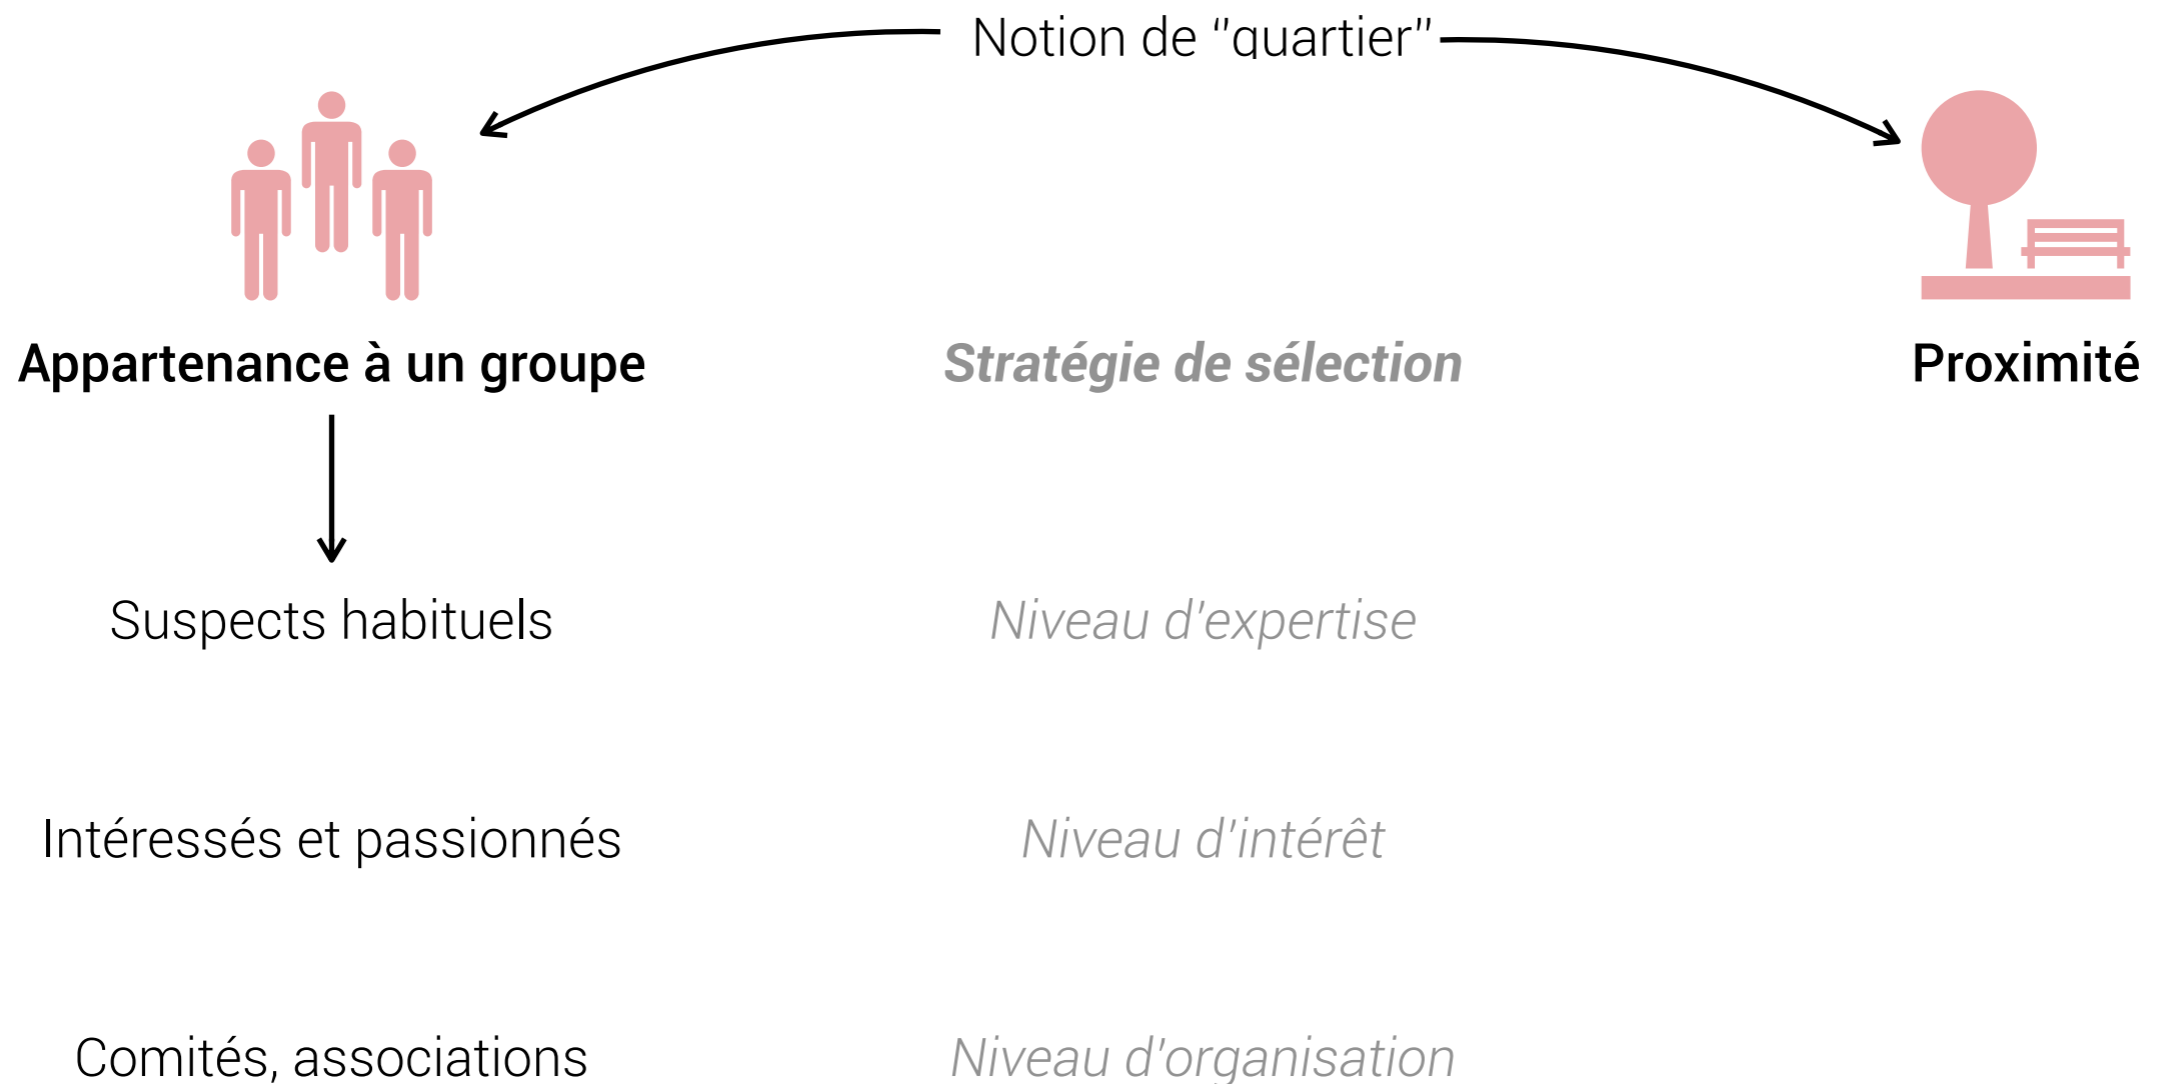 Notion de "quartier"
Appartenance à un groupe
Stratégie de sélection
Proximité
Suspects habituels
Niveau d'expertise
Intéressés et passionnés
Niveau d'intérêt
Comités, associations
Niveau d'organisation